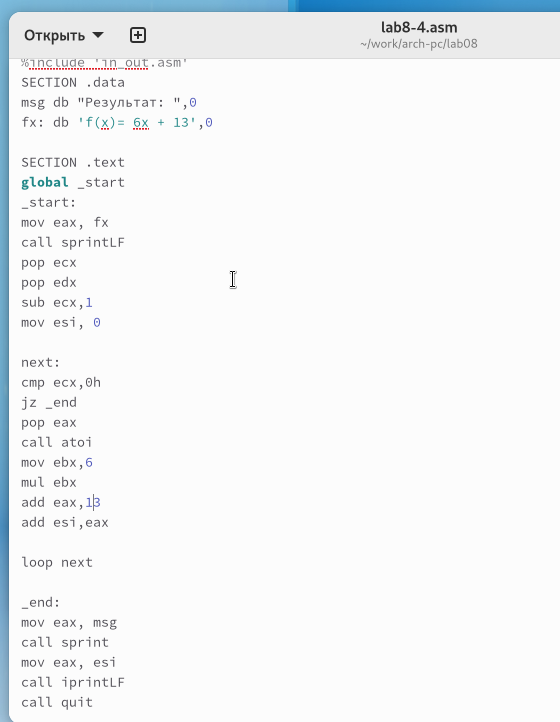 Открыть
lab8-4.asm
~/work/arch-pc/lab08
%include 'in_out.asm'
SECTION .data
msg db "Результат: ",0
fx: db 'f(x)= 6x + 13',0
SECTION .text
global _start
_start:
mov eax, fx
call sprintLF
pop ecx
pop edx
sub ecx,1
mov esi, 0
next:
cmp ecx,0h
jz _end
pop eax
call atoi
mov ebx,6
mul ebx
add eax,13
add esi,eax
loop next
_end:
mov eax, msg
call sprint
mov eax, esi
call iprintLF
call quit